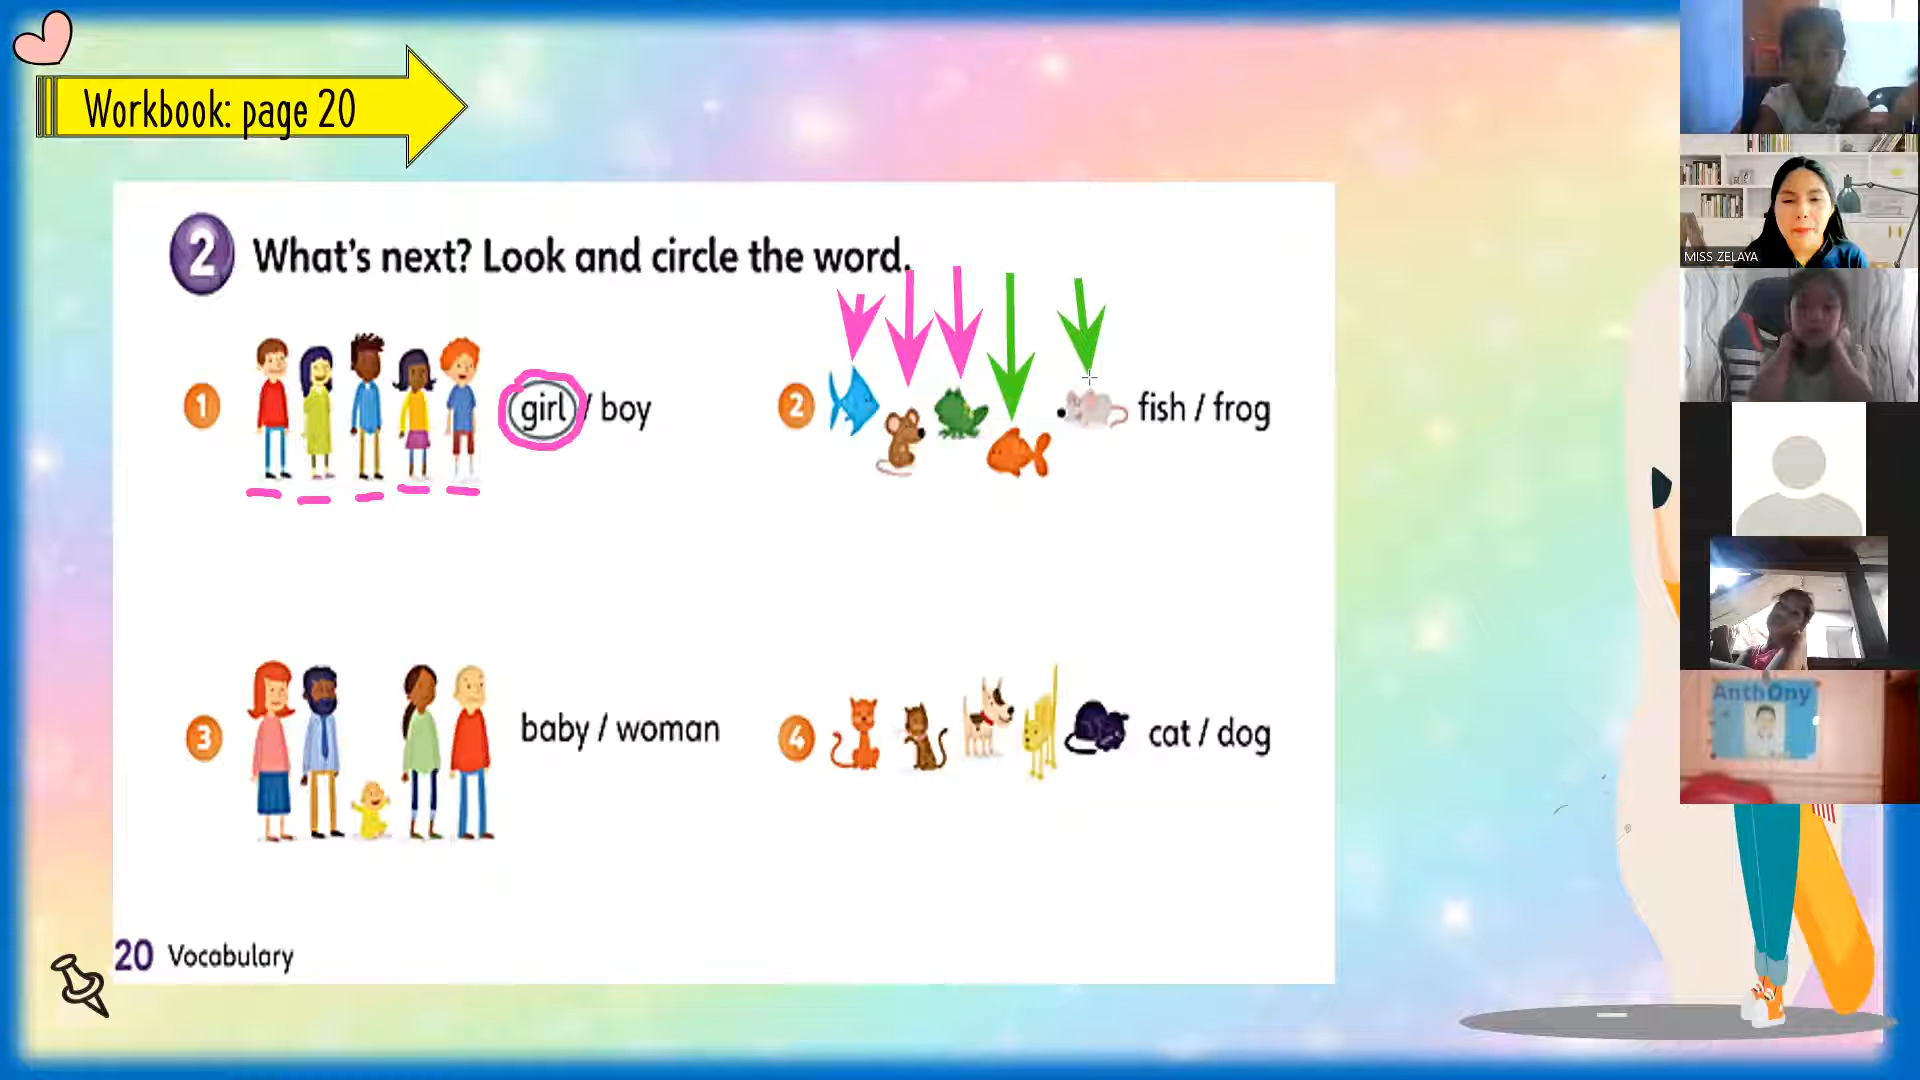 Workbook: page 20
2 What's next? Look and circle the word.
1 girl / boy
2 fish / frog
3 baby / woman
4 cat / dog
20 Vocabulary
MISS ZELAYA
AnthOny